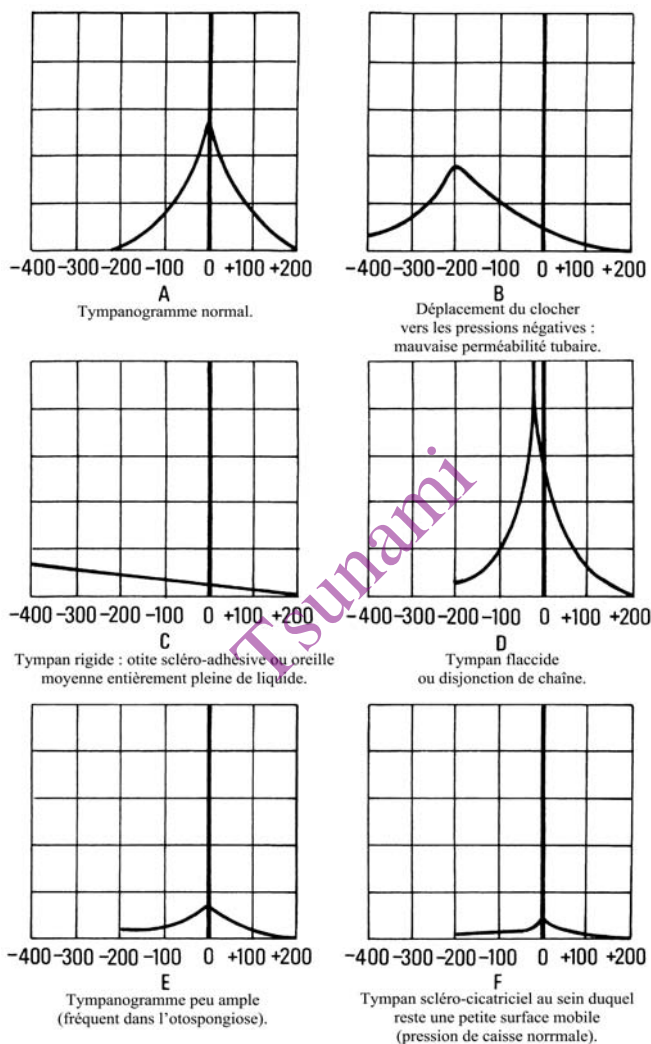 −400−300−200−100 0 +100 +200
A
Tympanogramme normal.
−400−300−200−100 0 +100 +200
B
Déplacement du clocher
vers les pressions négatives :
mauvaise perméabilité tubaire.
−400−300−200−100 0 +100 +200
C
Tympan rigide : otite scléro-adhésive ou oreille
moyenne entièrement pleine de liquide.
−400−300−200−100 0 +100 +200
D
Tympan flaccide
ou disjonction de chaîne.
Tsunami
−400−300−200−100 0 +100 +200
E
Tympanogramme peu ample
(fréquent dans l'otospongiose).
−400−300−200−100 0 +100 +200
F
Tympan scléro-cicatriciel au sein duquel
reste une petite surface mobile
(pression de caisse norrmale).